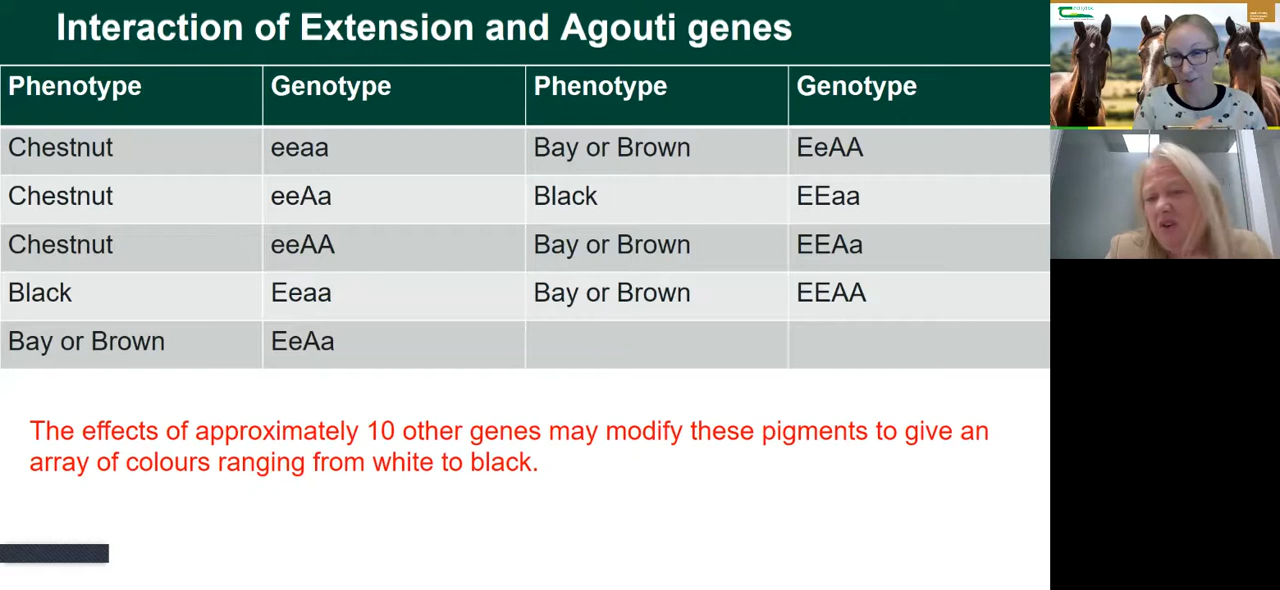 Interaction of Extension and Agouti genes
Phenotype Genotype Phenotype Genotype
Chestnut eeaa Bay or Brown EeAA
Chestnut eeAa Black EEaa
Chestnut eeAA Bay or Brown EEAa
Black Eeaa Bay or Brown EEAA
Bay or Brown EeAa
The effects of approximately 10 other genes may modify these pigments to give an
array of colours ranging from white to black.